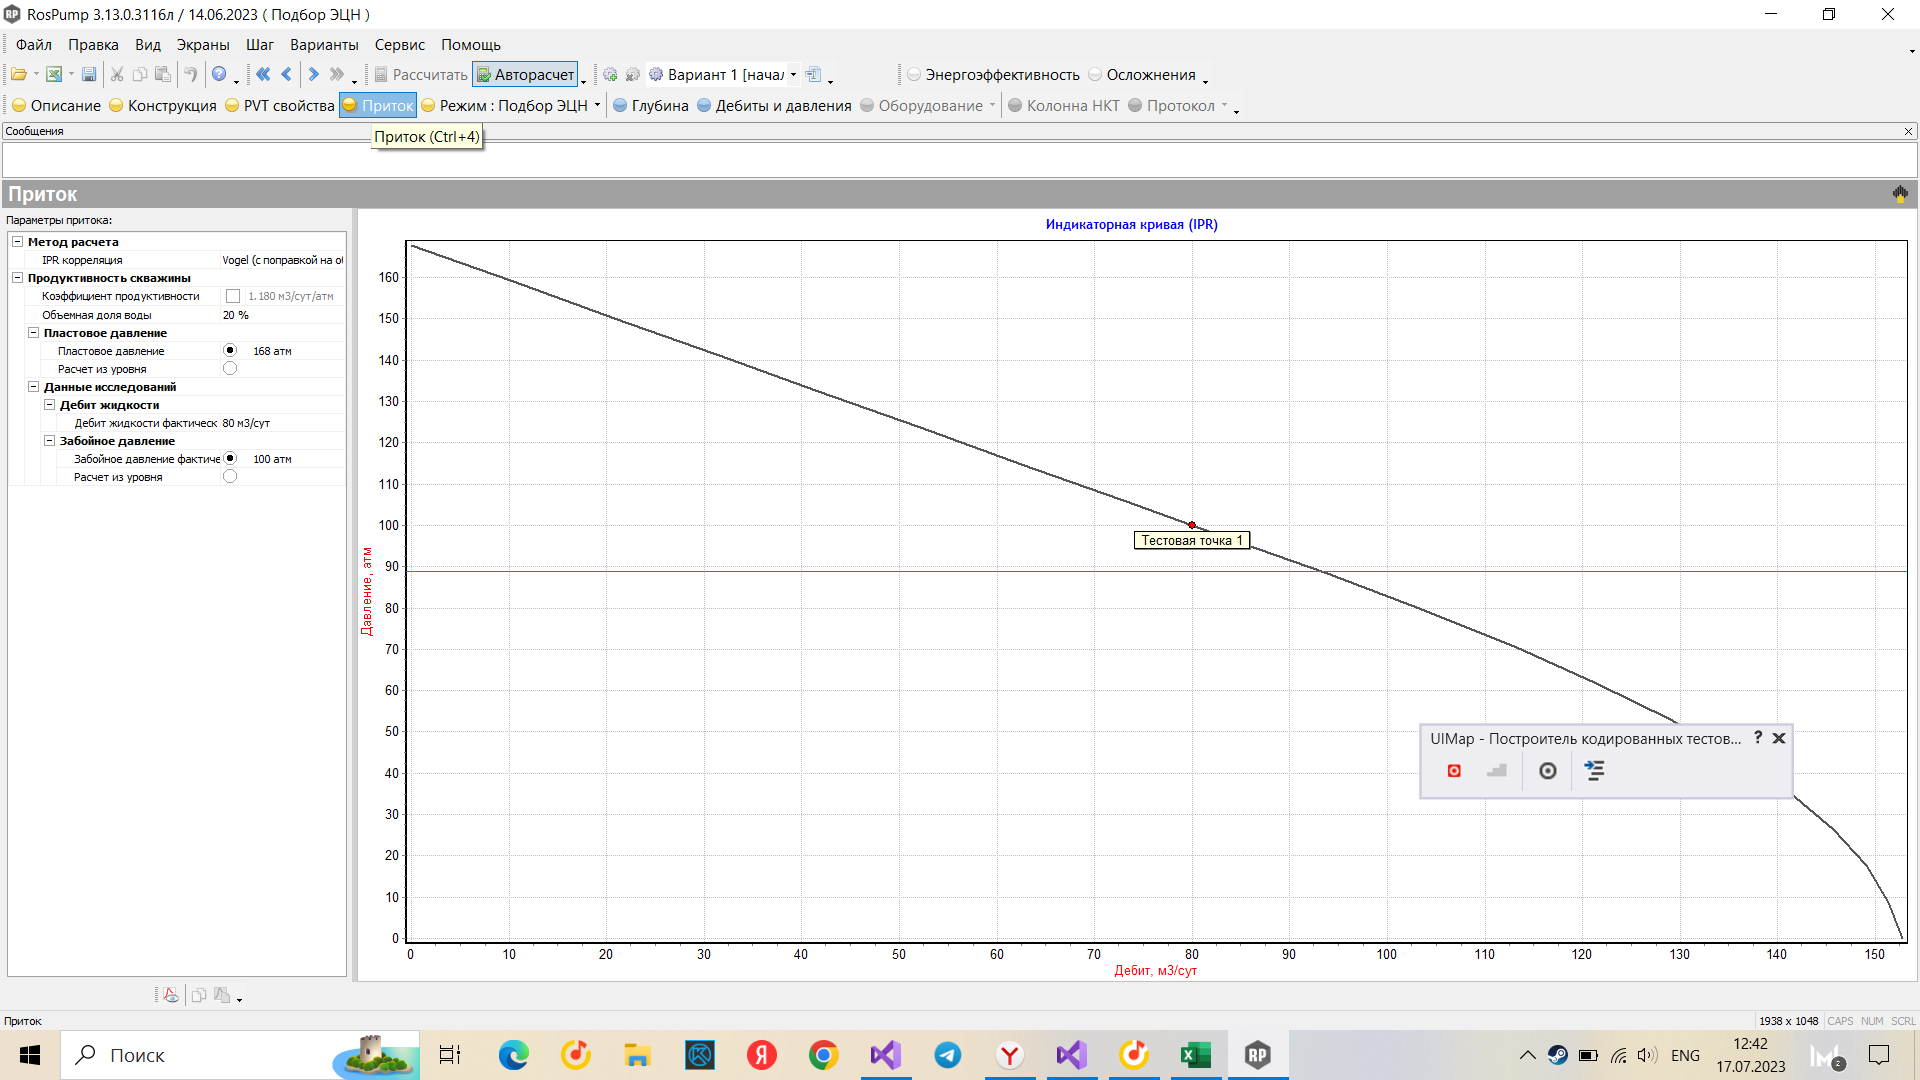 RosPump 3.13.0.3116л / 14.06.2023 ( Подбор ЭЦН )
Файл Правка Вид Экраны Шаг Варианты Сервис Помощь
Рассчитать Авторасчет Вариант 1 [начал Энергоэффективность Осложнения
Описание Конструкция PVT свойства Приток Режим : Подбор ЭЦН Глубина Дебиты и давления Оборудование Колонна НКТ Протокол
Приток (Ctrl+4)
Сообщения
Приток
Параметры притока:
Метод расчета
IPR корреляция Vogel (с поправкой на о
Продуктивность скважины
Коэффициент продуктивности 1.180 м3/сут/атм
Объемная доля воды 20 %
Пластовое давление
Пластовое давление 168 атм
Расчет из уровня
Данные исследований
Дебит жидкости
Дебит жидкости фактическ 80 м3/сут
Забойное давление
Забойное давление фактиче 100 атм
Расчет из уровня
Индикаторная кривая (IPR)
160
150
140
130
120
110
100
90
80
70
60
50
40
30
20
10
0
Давление, атм
Тестовая точка 1
0 10 20 30 40 50 60 70 80 90 100 110 120 130 140 150
Дебит, м3/сут
UIMap - Построитель кодированных тестов... ?
Приток
1938 x 1048 CAPS NUM SCRL
Поиск
ENG
12:42
17.07.2023
2